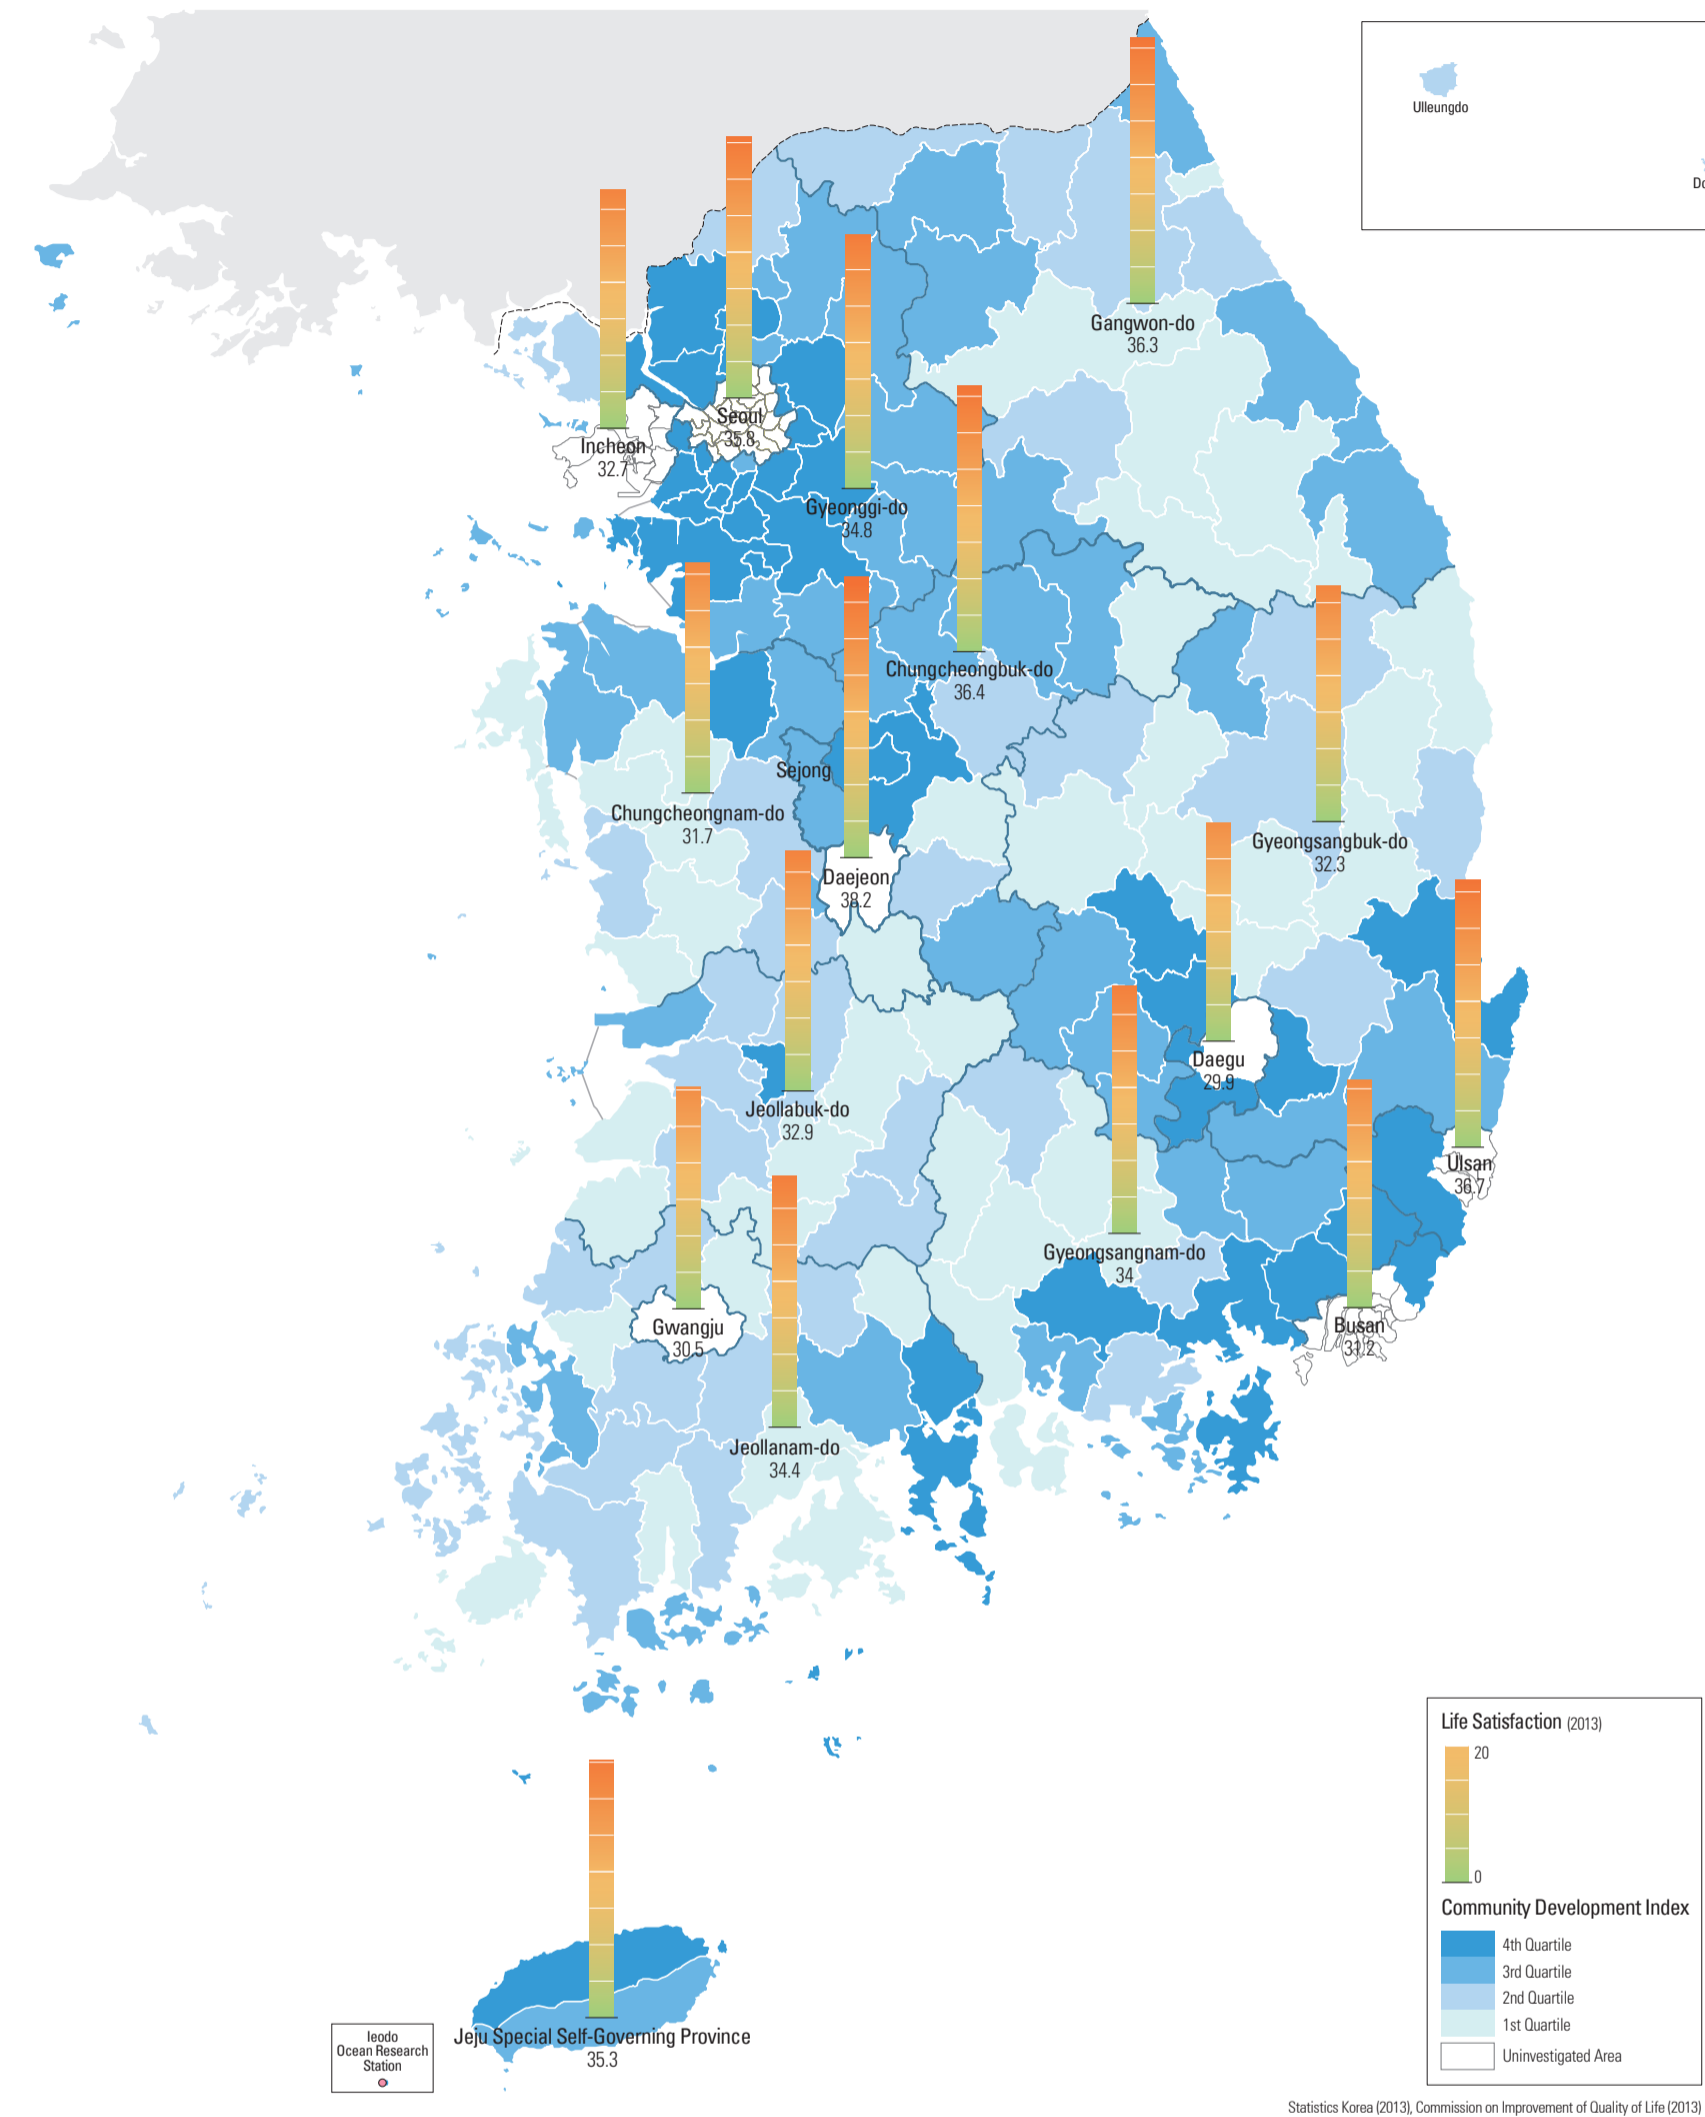 Ulleungdo
Gangwon-do
36.3
Seoul
35.8
Incheon
32.7
Gyeonggi-do
34.8
Chungcheongbuk-do
36.4
Sejong
Chungcheongnam-do
31.7
Gyeongsangbuk-do
32.3
Daejeon
38.2
Daegu
29.9
Jeollabuk-do
32.9
Ulsan
36.7
Gyeongsangnam-do
34
Gwangju
30.5
Busan
31.2
Jeollanam-do
34.4
Jeju Special Self-Governing Province
35.3
Ieodo
Ocean Research
Station
Life Satisfaction (2013)
20
0
Community Development Index
4th Quartile
3rd Quartile
2nd Quartile
1st Quartile
Uninvestigated Area
Statistics Korea (2013), Commission on Improvement of Quality of Life (2013)